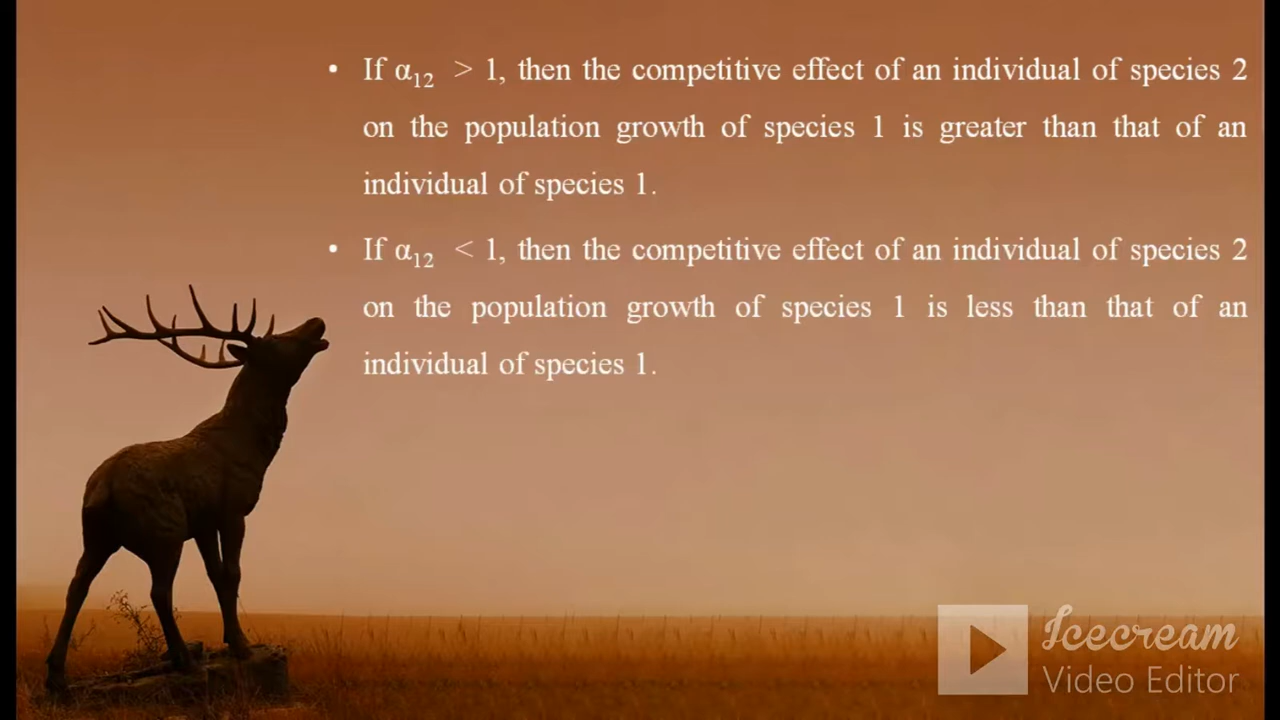 • If α₁₂ > 1, then the competitive effect of an individual of species 2
on the population growth of species 1 is greater than that of an
individual of species 1.
• If α₁₂ < 1, then the competitive effect of an individual of species 2
on the population growth of species 1 is less than that of an
individual of species 1.
Icecream
Video Editor